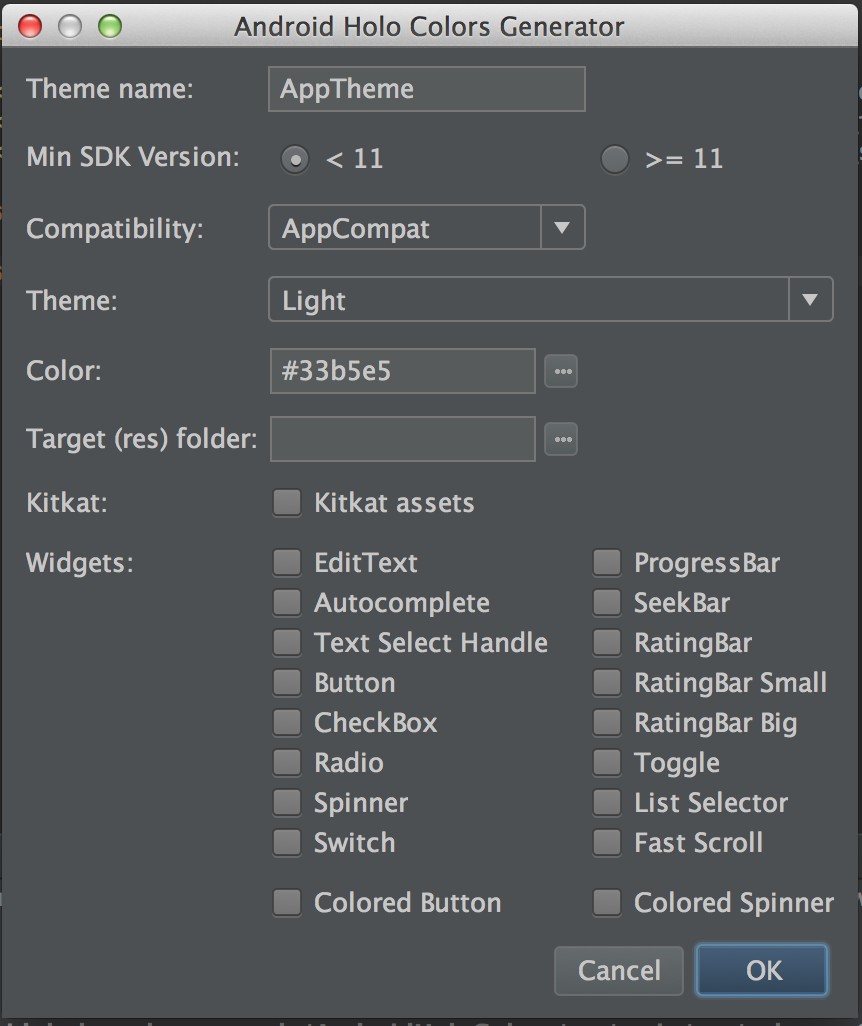 Android Holo Colors Generator
Theme name: AppTheme
Min SDK Version: < 11 >= 11
Compatibility: AppCompat
Theme: Light
Color: #33b5e5
Target (res) folder:
Kitkat: Kitkat assets
Widgets: EditText ProgressBar
Autocomplete SeekBar
Text Select Handle RatingBar
Button RatingBar Small
CheckBox RatingBar Big
Radio Toggle
Spinner List Selector
Switch Fast Scroll
Colored Button Colored Spinner
Cancel OK